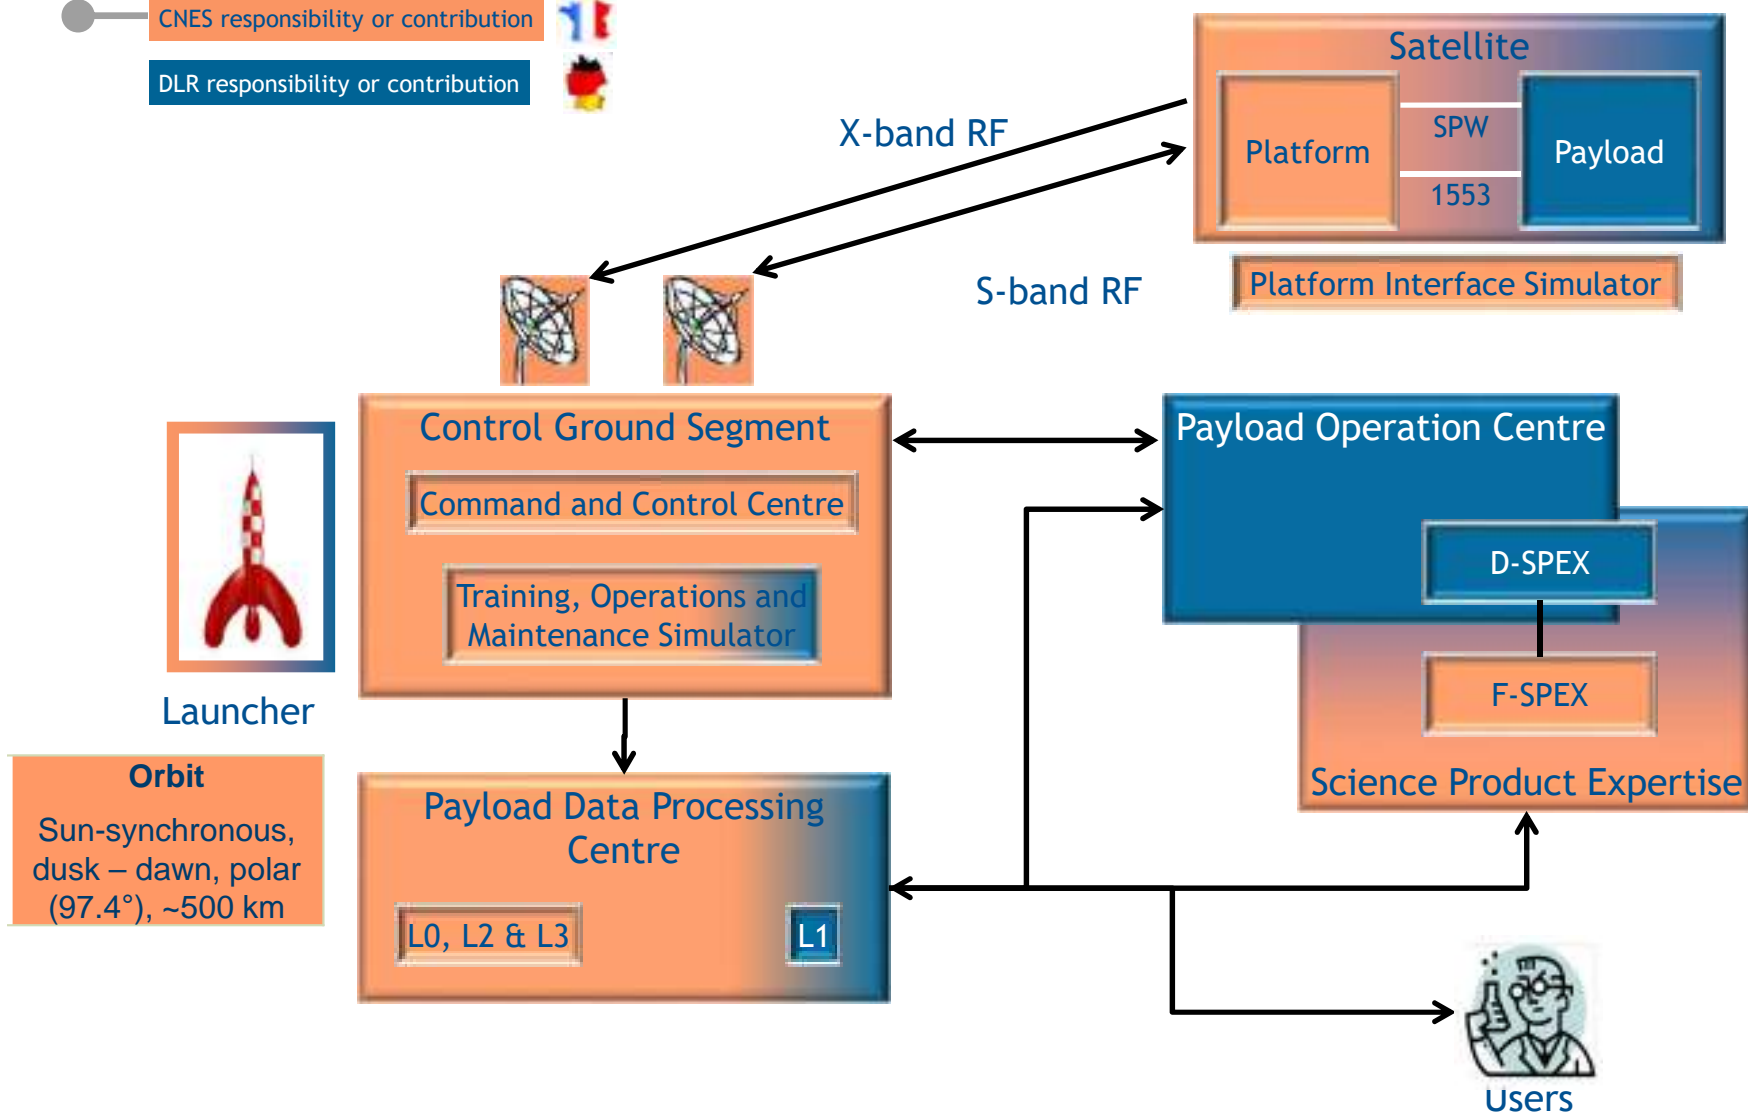 CNES responsibility or contribution
DLR responsibility or contribution
Satellite
Platform
SPW
1553
Payload
Platform Interface Simulator
X-band RF
S-band RF
Control Ground Segment
Command and Control Centre
Training, Operations and
Maintenance Simulator
Payload Operation Centre
D-SPEX
F-SPEX
Science Product Expertise
Launcher
Orbit
Sun-synchronous,
dusk – dawn, polar
(97.4°), ~500 km
Payload Data Processing
Centre
L0, L2 & L3
L1
Users